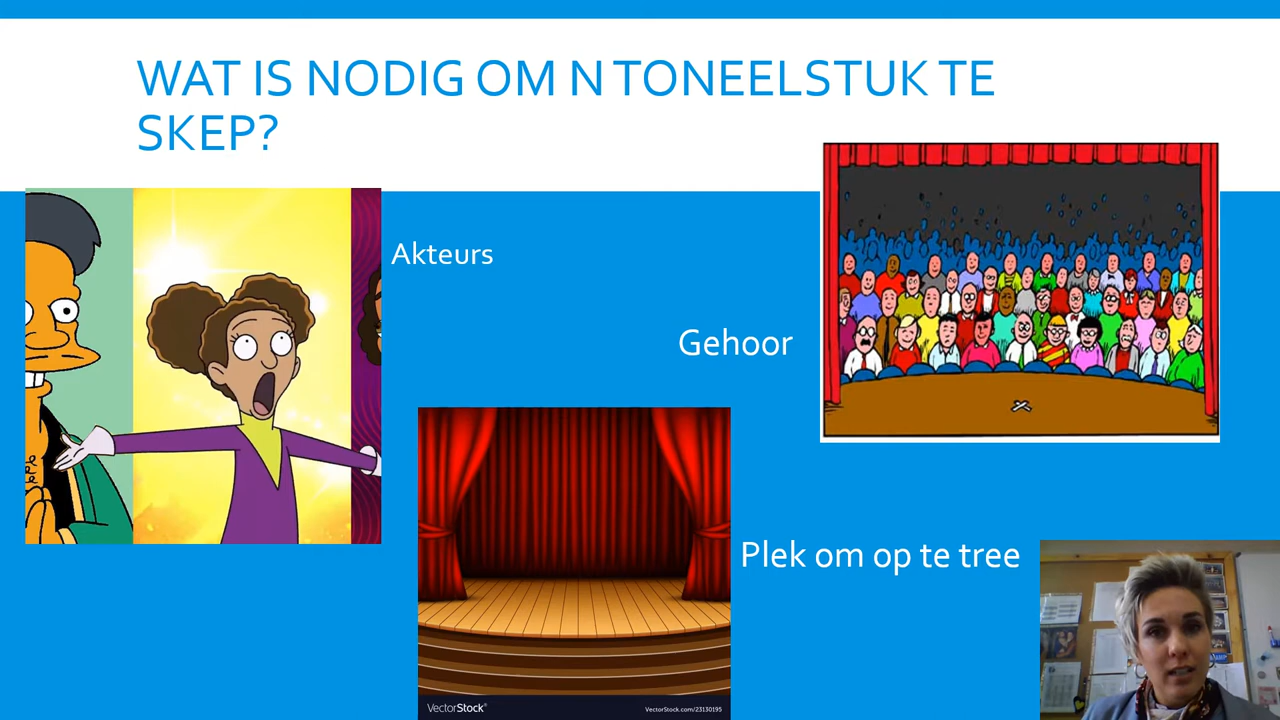 WAT IS NODIG OM N TONEELSTUK TE
SKEP?
Akteurs
Gehoor
Plek om op te tree
VectorStock®
VectorStock.com/23130195